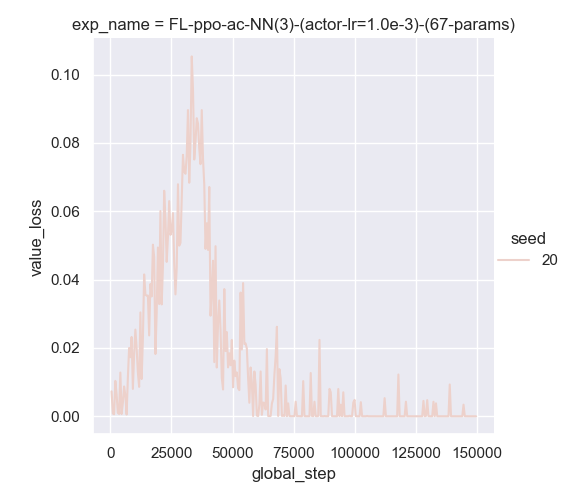 exp_name = FL-ppo-ac-NN(3)-(actor-lr=1.0e-3)-(67-params)
0.10
0.08
0.06
0.04
0.02
0.00
value_loss
seed
20
0 25000 50000 75000 100000 125000 150000
global_step